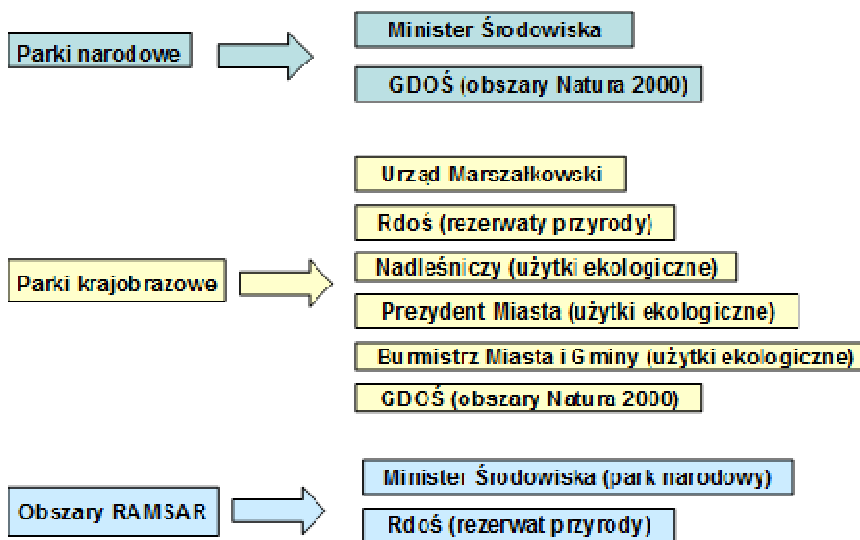 Parki narodowe
Minister Środowiska
GDOŚ (obszary Natura 2000)
Parki krajobrazowe
Urząd Marszałkowski
Rdoś (rezerwaty przyrody)
Nadleśniczy (użytki ekologiczne)
Prezydent Miasta (użytki ekologiczne)
Burmistrz Miasta i Gminy (użytki ekologiczne)
GDOŚ (obszary Natura 2000)
Obszary RAMSAR
Minister Środowiska (park narodowy)
Rdoś (rezerwat przyrody)